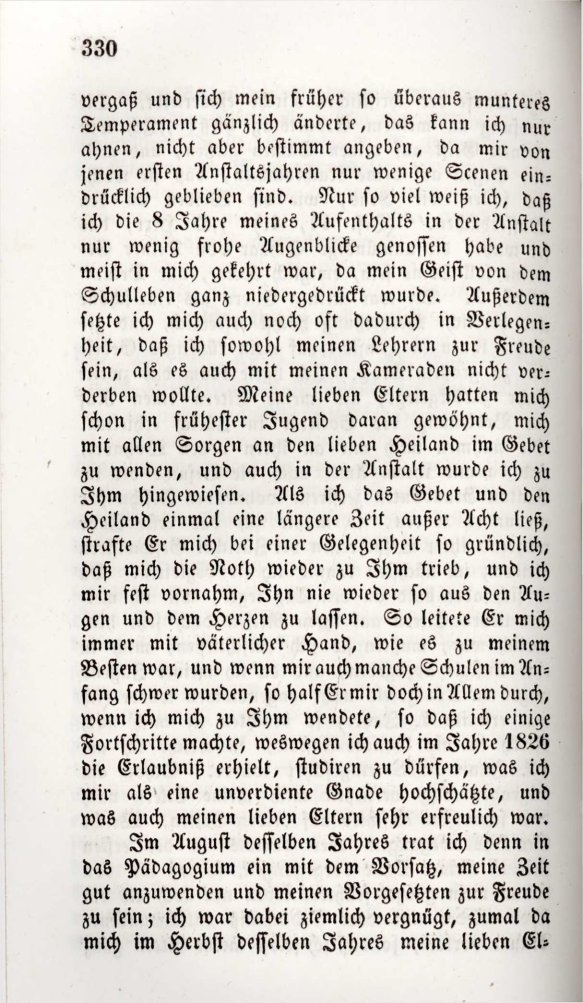 330
vergaß und sich mein früher so überaus munteres
Temperament gänzlich änderte, das kann ich nur
ahnen, nicht aber bestimmt angeben, da mir von
jenen ersten Anstaltsjahren nur wenige Scenen ein=
drücklich geblieben sind. Nur so viel weiß ich, daß
ich die 8 Jahre meines Aufenthalts in der Anstalt
nur wenig frohe Augenblicke genossen habe und
meist in mich gekehrt war, da mein Geist von dem
Schulleben ganz niedergedrückt wurde. Außerdem
setzte ich mich auch noch oft dadurch in Verlegen=
heit, daß ich sowohl meinen Lehrern zur Freude
sein, als es auch mit meinen Kameraden nicht ver=
derben wollte. Meine lieben Eltern hatten mich
schon in frühester Jugend daran gewöhnt, mich
mit allen Sorgen an den lieben Heiland im Gebet
zu wenden, und auch in der Anstalt wurde ich zu
Ihm hingewiesen. Als ich das Gebet und den
Heiland einmal eine längere Zeit außer Acht ließ,
strafte Er mich bei einer Gelegenheit so gründlich,
daß mich die Noth wieder zu Ihm trieb, und ich
mir fest vornahm, Ihn nie wieder so aus den Au=
gen und dem Herzen zu lassen. So leitete Er mich
immer mit väterlicher Hand, wie es zu meinem
Besten war, und wenn mir auch manche Schulen im An=
fang schwer wurden, so half Er mir doch in Allem durch,
wenn ich mich zu Ihm wendete, so daß ich einige
Fortschritte machte, weswegen ich auch im Jahre 1826
die Erlaubniß erhielt, studiren zu dürfen, was ich
mir als eine unverdiente Gnade hochschätzte, und
was auch meinen lieben Eltern sehr erfreulich war.
Im August desselben Jahres trat ich denn in
das Pädagogium ein mit dem Vorsatz, meine Zeit
gut anzuwenden und meinen Vorgesetzten zur Freude
zu sein; ich war dabei ziemlich vergnügt, zumal da
mich im Herbst desselben Jahres meine lieben El=